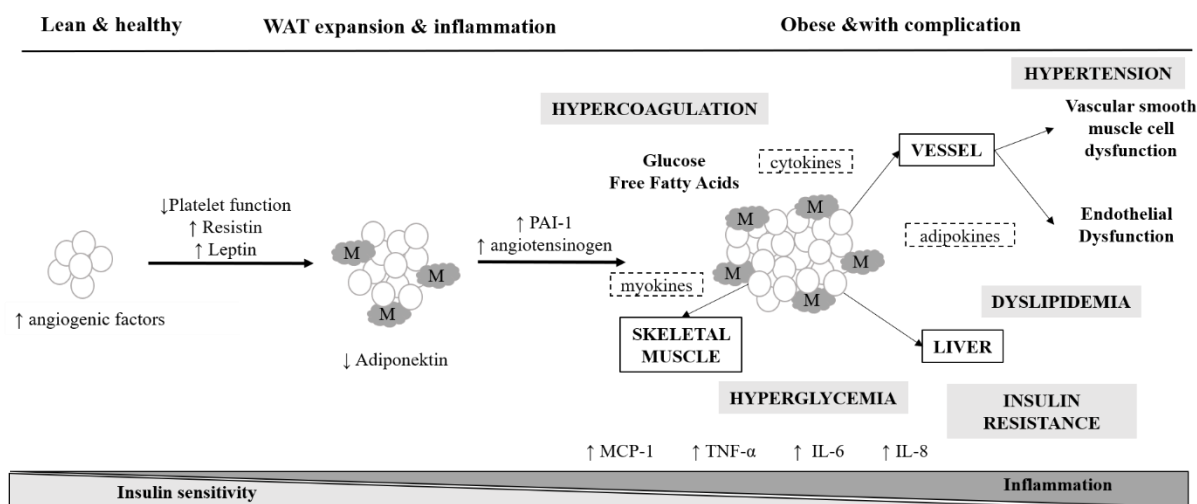 Lean & healthy
WAT expansion & inflammation
Obese &with complication
HYPERTENSION
HYPERCOAGULATION
Vascular smooth
muscle cell
dysfunction
VESSEL
Glucose
Free Fatty Acids
cytokines
↓Platelet function
↑ Resistin
↑ Leptin
↑ PAI-1
↑ angiotensinogen
M
M
M
M
M
M
M
M
adipokines
Endothelial
Dysfunction
myokines
↑ angiogenic factors
DYSLIPIDEMIA
SKELETAL
MUSCLE
LIVER
↓ Adiponektin
HYPERGLYCEMIA
INSULIN
RESISTANCE
↑ MCP-1
↑ TNF-α
↑ IL-6
↑ IL-8
Insulin sensitivity
Inflammation